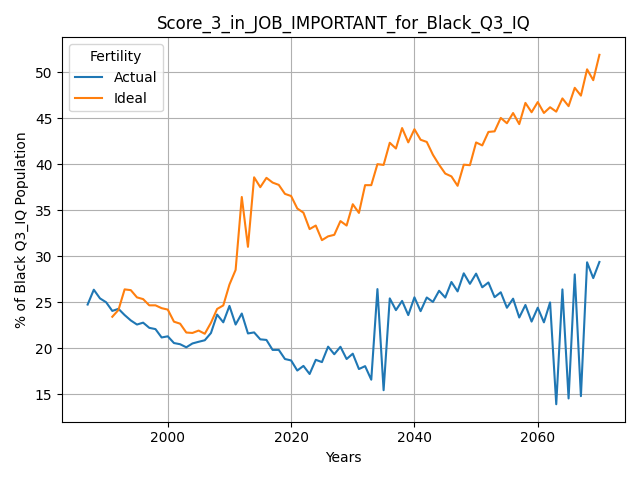 Score_3_in_JOB_IMPORTANT_for_Black_Q3_IQ
Fertility
Actual
Ideal
% of Black Q3_IQ Population
50
45
40
35
30
25
20
15
2000
2020
2040
2060
Years